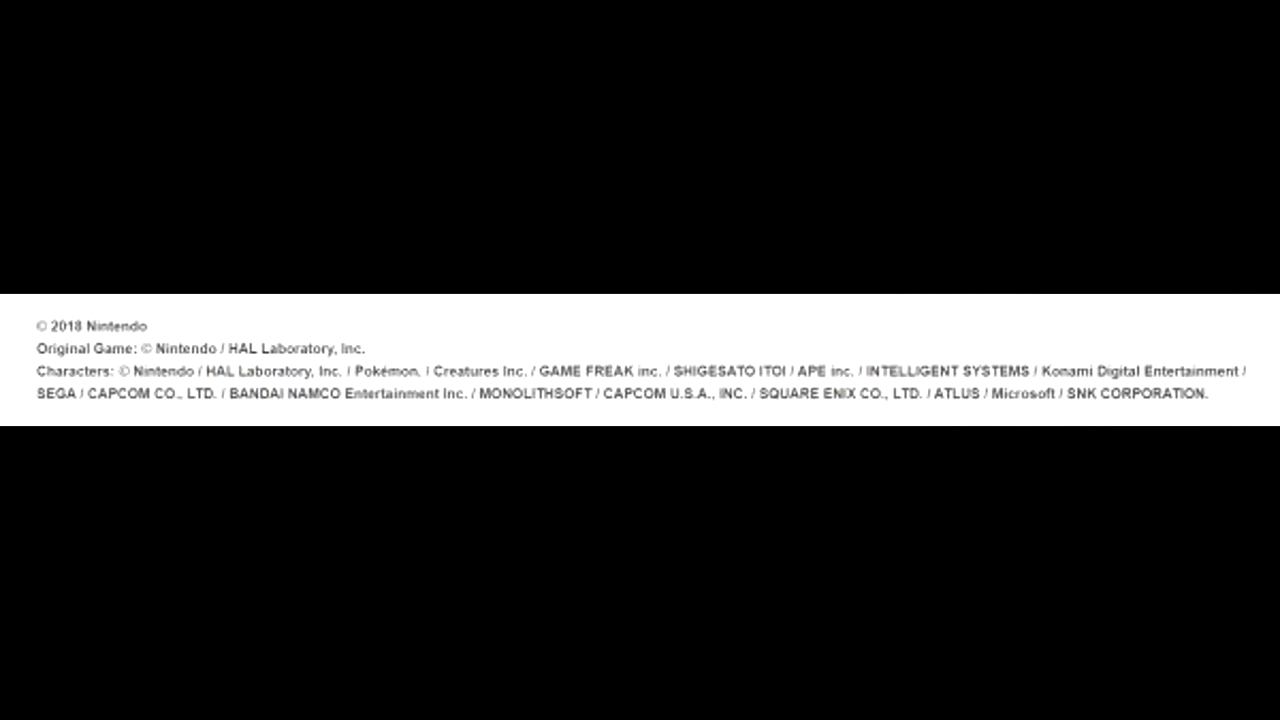 © 2018 Nintendo
Original Game: © Nintendo / HAL Laboratory, Inc.
Characters: © Nintendo / HAL Laboratory, Inc. / Pokémon. / Creatures Inc. / GAME FREAK inc. / SHIGESATO ITOI / APE inc. / INTELLIGENT SYSTEMS / Konami Digital Entertainment /
SEGA / CAPCOM CO., LTD. / BANDAI NAMCO Entertainment Inc. / MONOLITHSOFT / CAPCOM U.S.A., INC. / SQUARE ENIX CO., LTD. / ATLUS / Microsoft / SNK CORPORATION.